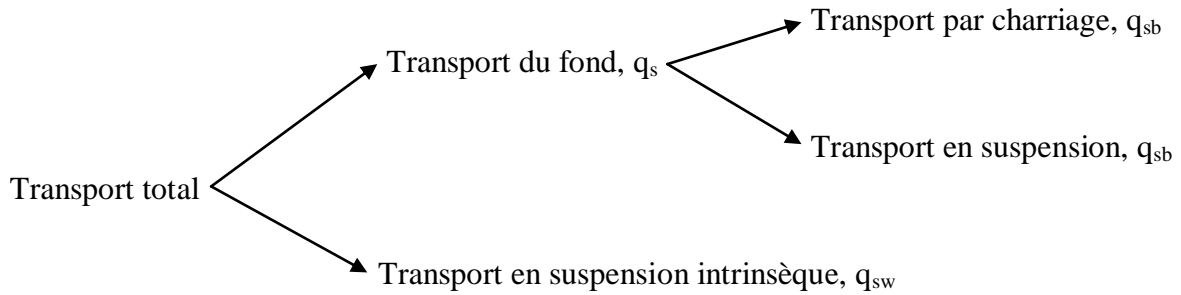 Transport par charriage, qsb
Transport du fond, qs
Transport en suspension, qsb
Transport total
Transport en suspension intrinsèque, qsw